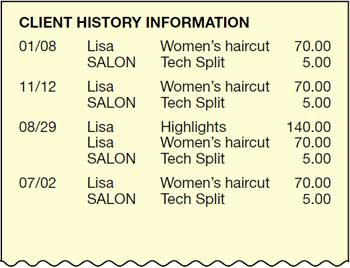 CLIENT HISTORY INFORMATION
01/08 Lisa Women's haircut 70.00
SALON Tech Split 5.00
11/12 Lisa Women's haircut 70.00
SALON Tech Split 5.00
08/29 Lisa Highlights 140.00
Lisa Women's haircut 70.00
SALON Tech Split 5.00
07/02 Lisa Women's haircut 70.00
SALON Tech Split 5.00